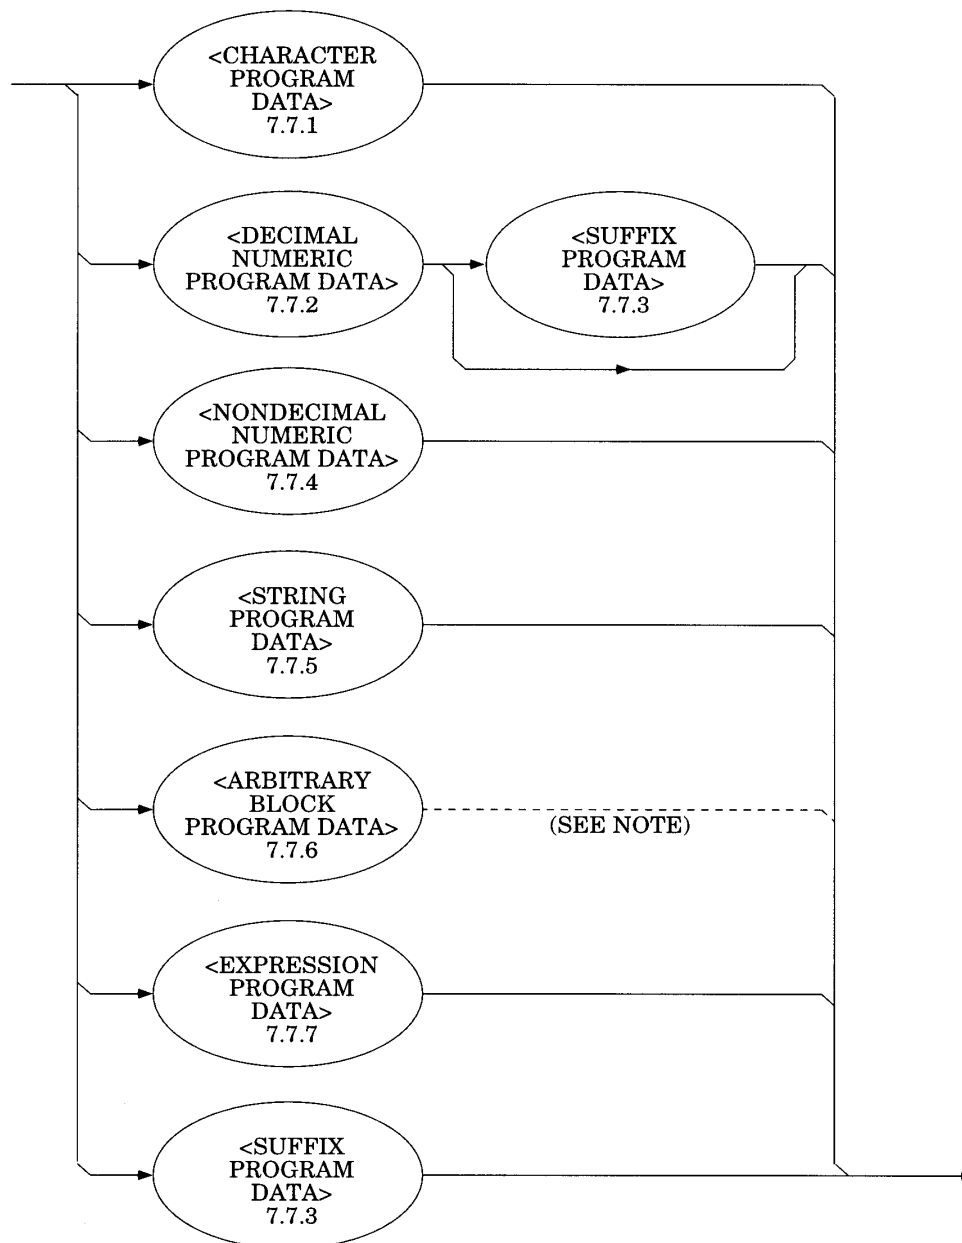 <CHARACTER
PROGRAM
DATA>
7.7.1
<DECIMAL
NUMERIC
PROGRAM DATA>
7.7.2
<SUFFIX
PROGRAM
DATA>
7.7.3
<NONDECIMAL
NUMERIC
PROGRAM DATA>
7.7.4
<STRING
PROGRAM
DATA>
7.7.5
<ARBITRARY
BLOCK
PROGRAM DATA>
7.7.6
(SEE NOTE)
<EXPRESSION
PROGRAM
DATA>
7.7.7
<SUFFIX
PROGRAM
DATA>
7.7.3